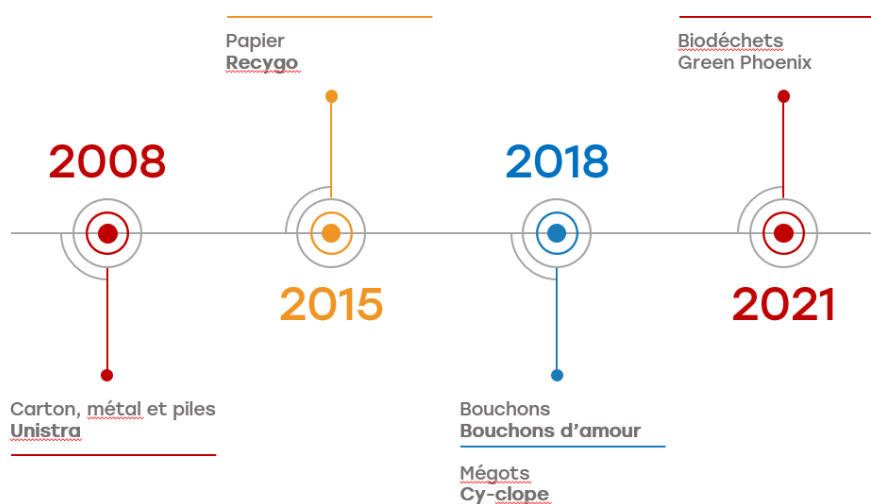 2008
Carton, métal et piles
Unistra
Papier
Recygo
2015
2018
Bouchons
Bouchons d’amour
Mégots
Cy-clope
Biodéchets
Green Phoenix
2021